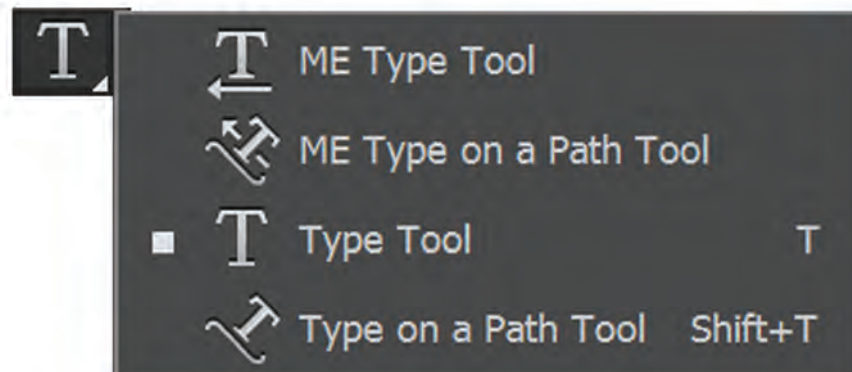 ME Type Tool
ME Type on a Path Tool
Type Tool T
Type on a Path Tool Shift+T